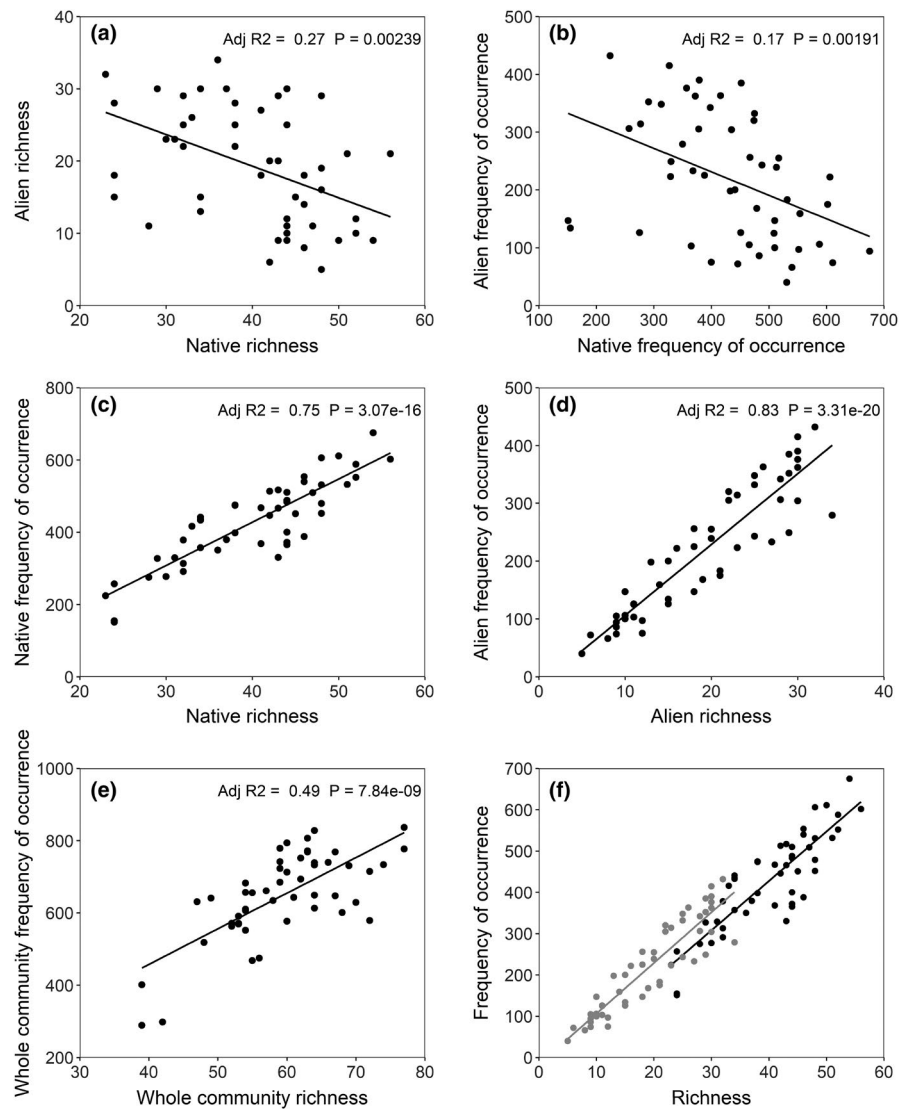 (a)
Adj R2 = 0.27 P = 0.00239
Alien richness
40
30
20
10
0
20 30 40 50 60
Native richness
(b)
Adj R2 = 0.17 P = 0.00191
Alien frequency of occurrence
500
400
300
200
100
0
100 200 300 400 500 600 700
Native frequency of occurrence
(c)
Adj R2 = 0.75 P = 3.07e-16
Native frequency of occurrence
800
600
400
200
0
20 30 40 50 60
Native richness
(d)
Adj R2 = 0.83 P = 3.31e-20
Alien frequency of occurrence
500
400
300
200
100
0
0 10 20 30 40
Alien richness
(e)
Adj R2 = 0.49 P = 7.84e-09
Whole community frequency of occurrence
1000
800
600
400
200
30 40 50 60 70 80
Whole community richness
(f)
Frequency of occurrence
700
600
500
400
300
200
100
0
0 10 20 30 40 50 60
Richness